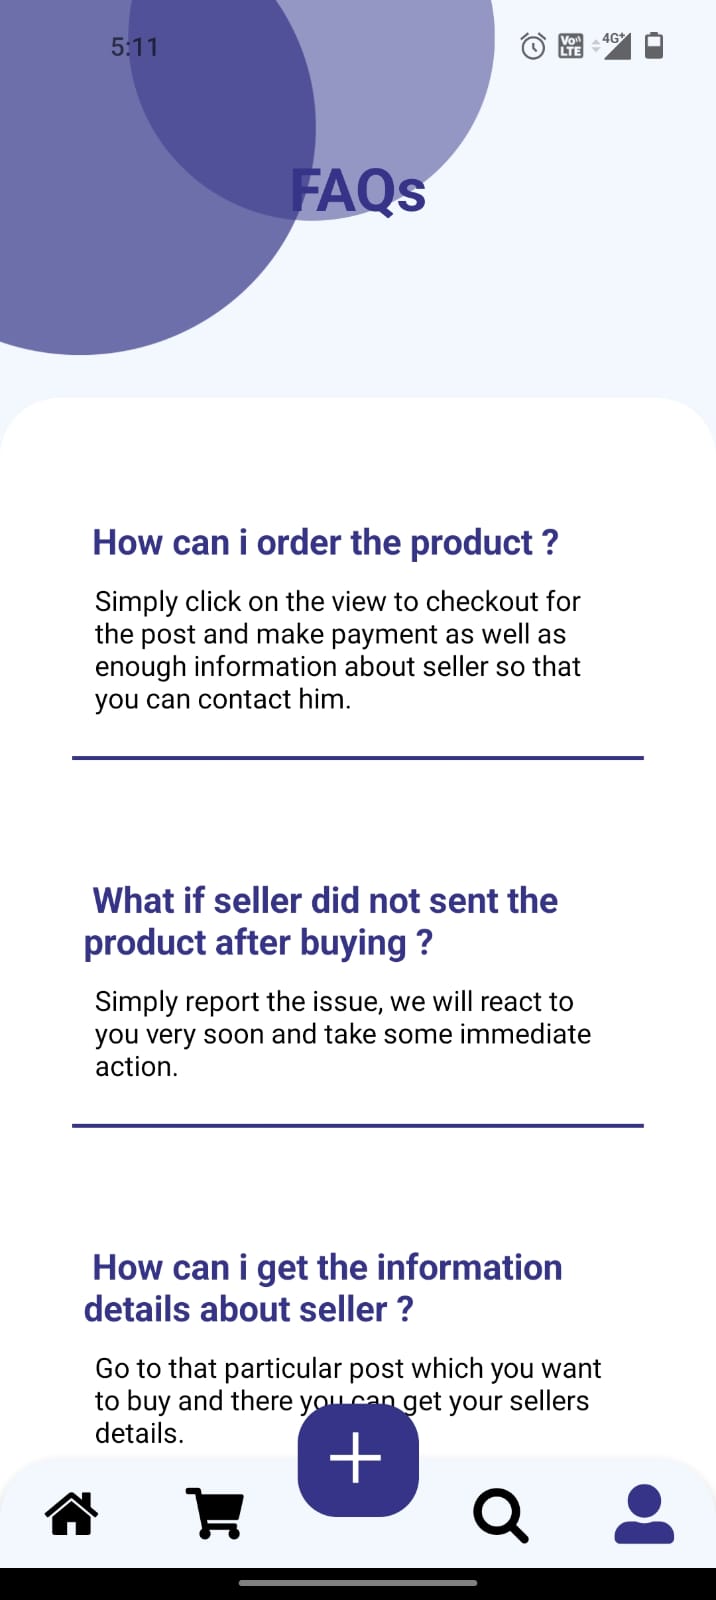 5:11
Vo))
LTE
4G+
FAQs
How can i order the product ?
Simply click on the view to checkout for
the post and make payment as well as
enough information about seller so that
you can contact him.
What if seller did not sent the
product after buying ?
Simply report the issue, we will react to
you very soon and take some immediate
action.
How can i get the information
details about seller ?
Go to that particular post which you want
to buy and there you can get your sellers
details.